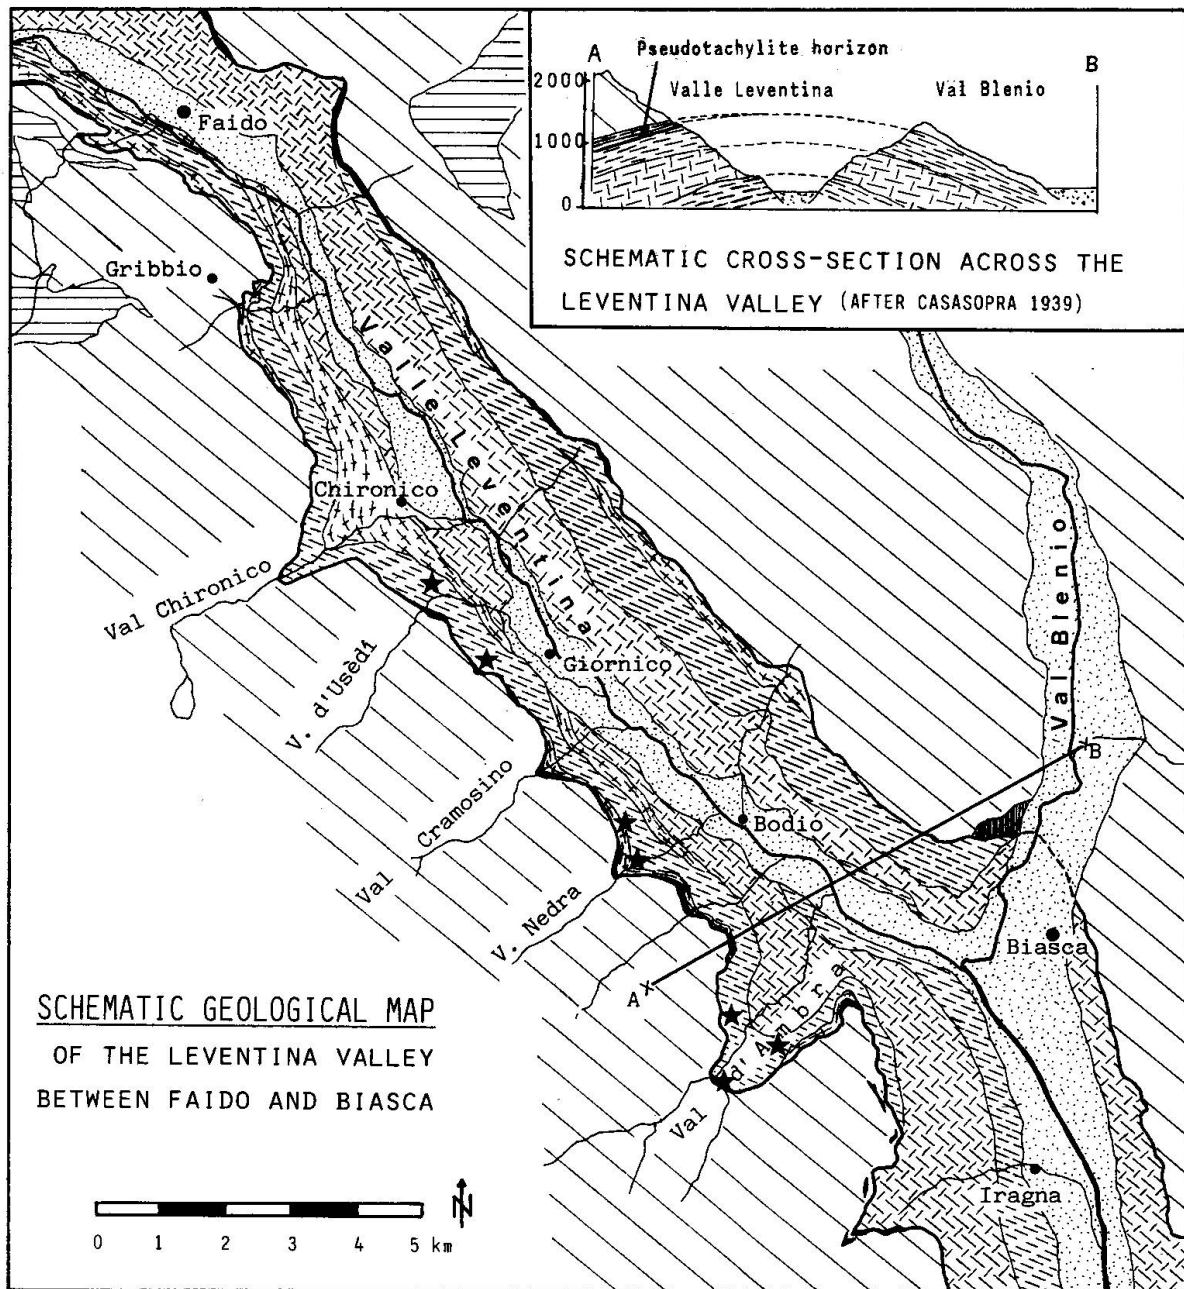 A
Pseudotachylite horizon
B
2000
Valle Leventina
Val Blenio
1000
0
SCHEMATIC CROSS-SECTION ACROSS THE
LEVENTINA VALLEY (AFTER CASASOPRA 1939)
Faido
Gribbio
Valle Leventina
Chironico
Val Chironico
V. d'Usèdi
Giornico
Val Blenio
B
Val Cramosino
Bodio
V. Nedra
Biasca
A
Val d'Ambra
Iragna
SCHEMATIC GEOLOGICAL MAP
OF THE LEVENTINA VALLEY
BETWEEN FAIDO AND BIASCA
0 1 2 3 4 5 km
N